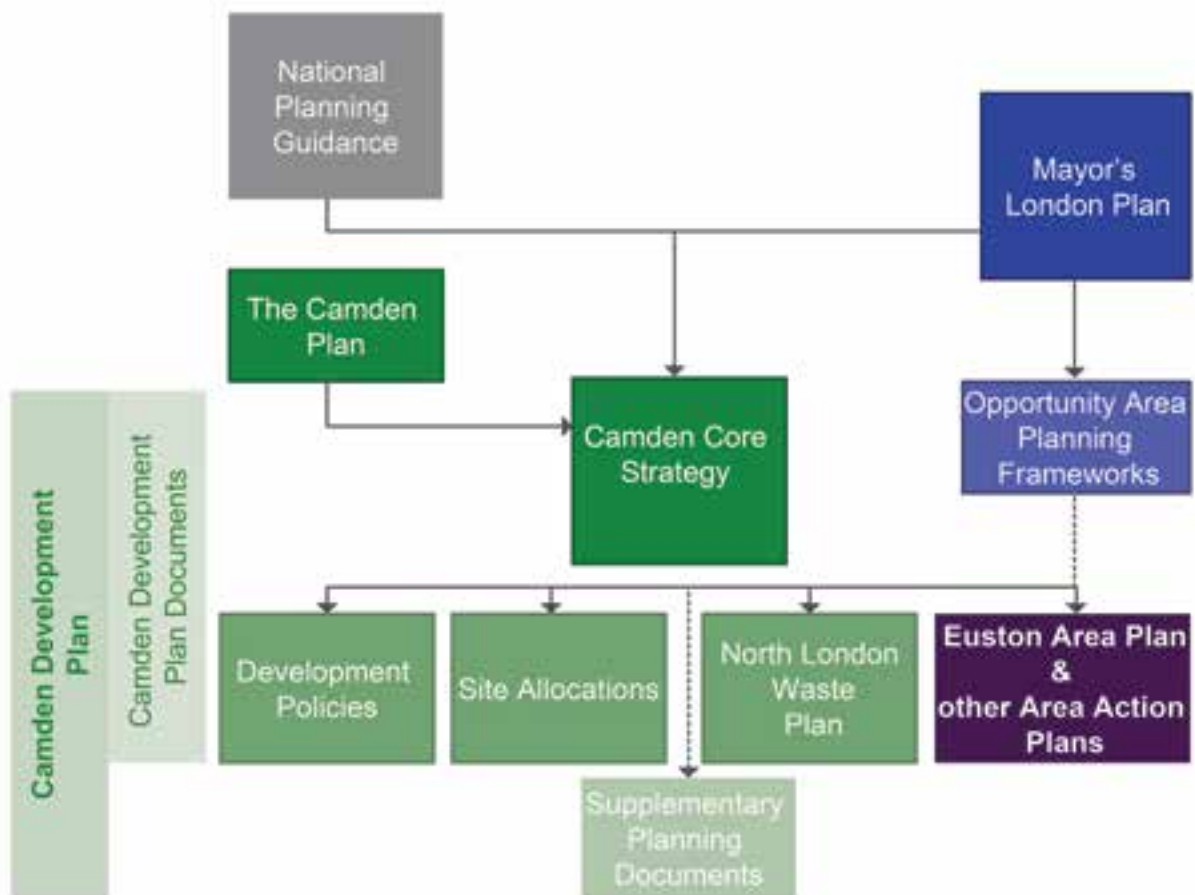 National
Planning
Guidance
Mayor's
London Plan
The Camden
Plan
Camden Core
Strategy
Opportunity Area
Planning
Frameworks
Camden Development
Plan
Camden Development
Plan Documents
Development
Policies
Site Allocations
North London
Waste
Plan
Euston Area Plan
&
other Area Action
Plans
Supplementary
Planning
Documents